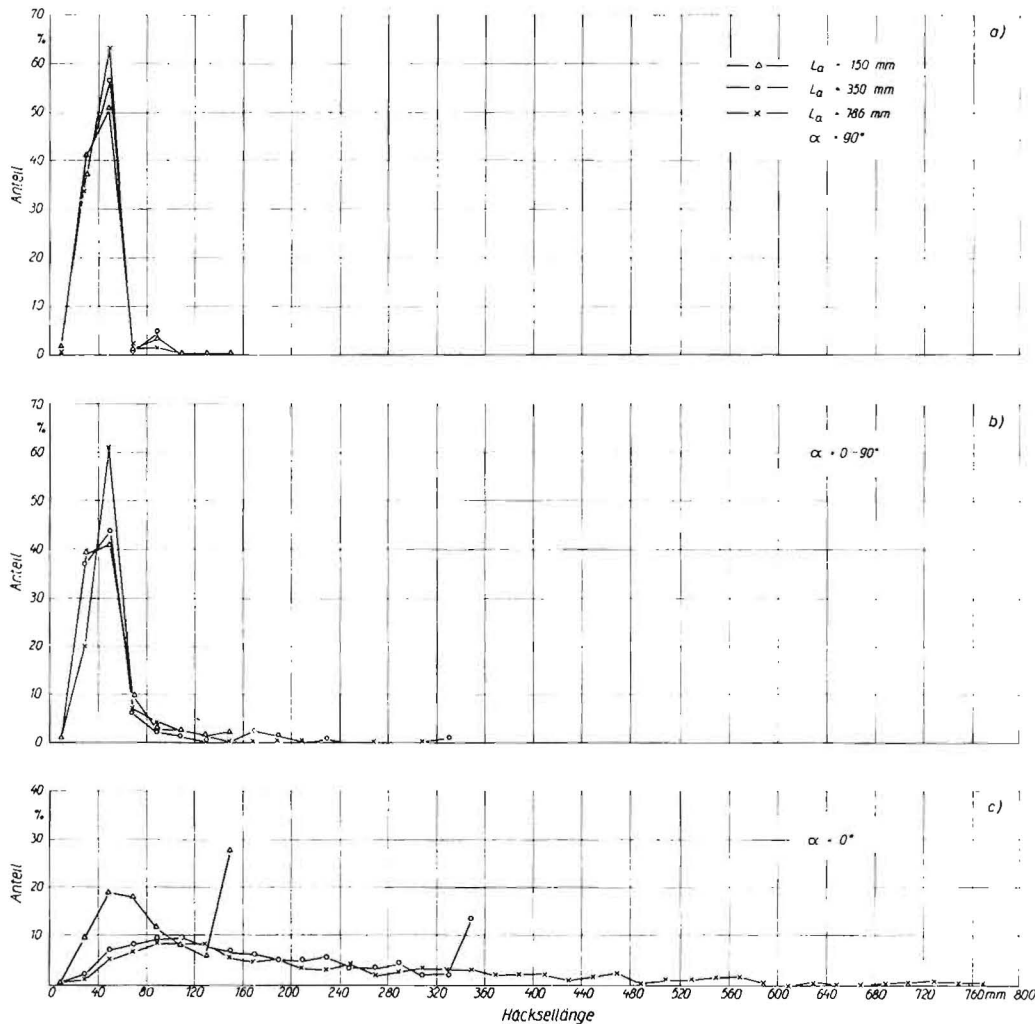 70
%
60
50
40
30
20
10
0
Anteil
a)
La = 150 mm
La = 350 mm
La = 786 mm
α = 90°
70
%
60
50
40
30
20
10
0
Anteil
b)
α = 0-90°
40
%
30
20
10
Anteil
c)
α = 0°
0 40 80 120 160 200 240 280 320 360 400 440 480 520 560 600 640 680 720 760 mm 800
Häcksellänge